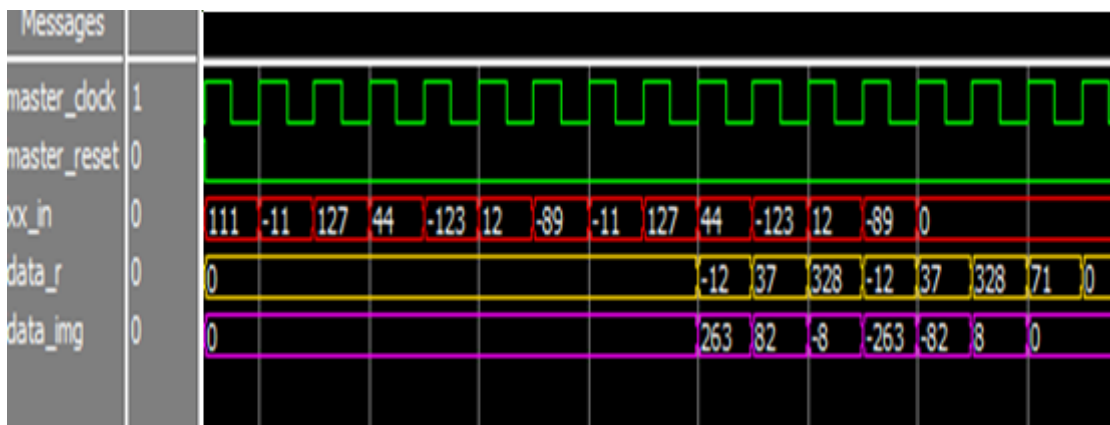 Messages
master_clock 1
master_reset 0
xx_in 0 111 -11 127 44 -123 12 -89 -11 127 44 -123 12 -89 0
data_r 0 0 -12 37 328 -12 37 328 71 0
data_img 0 0 263 82 -8 -263 -82 8 0